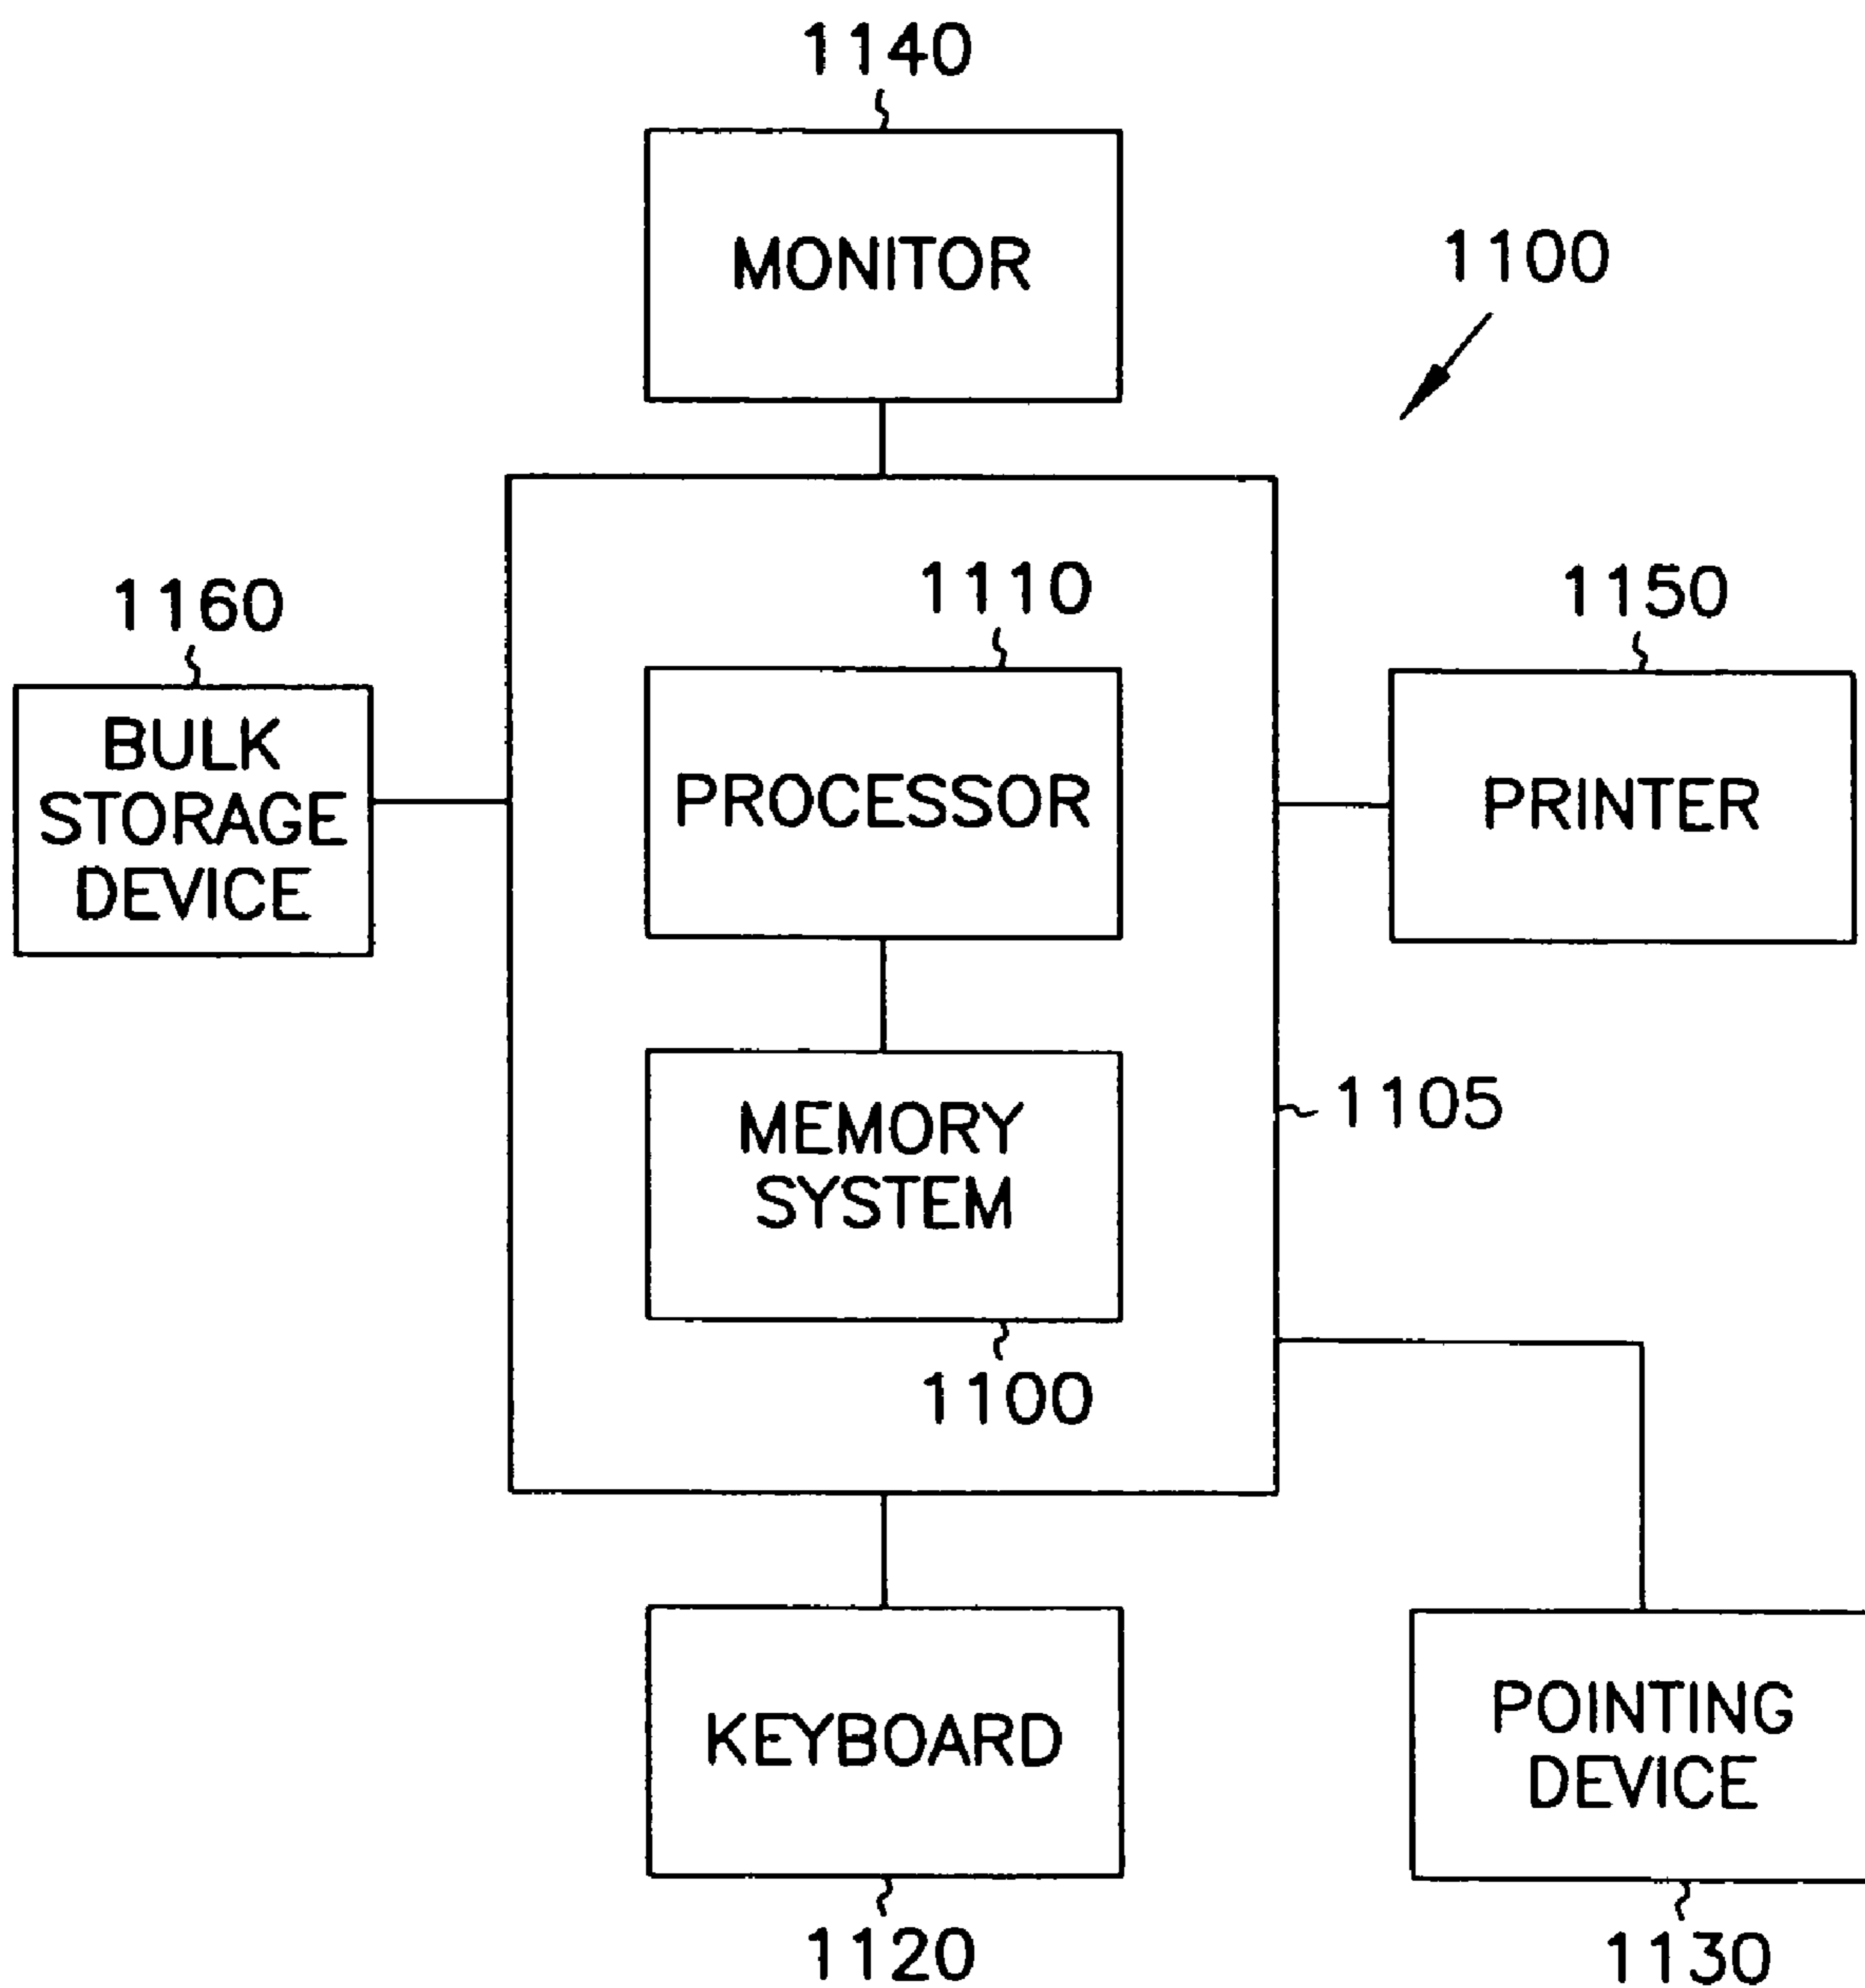 1140
MONITOR
1100
1110
1150
1160
BULK
STORAGE
DEVICE
PROCESSOR
PRINTER
1105
MEMORY
SYSTEM
1100
KEYBOARD
POINTING
DEVICE
1120
1130